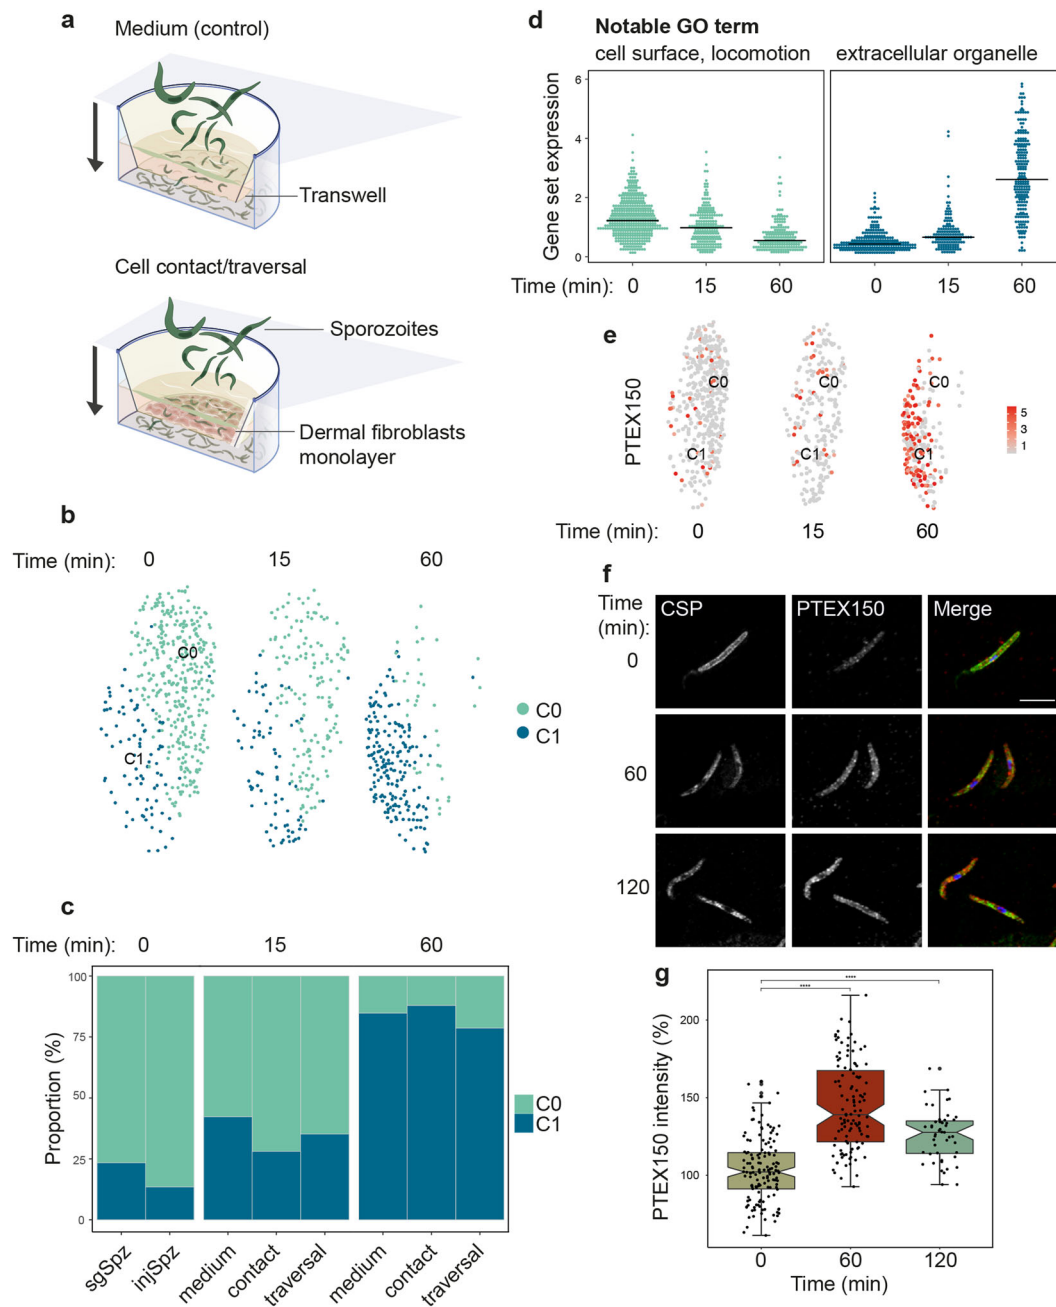 a
Medium (control)
Transwell
Cell contact/traversal
Sporozoites
Dermal fibroblasts
monolayer
b
Time (min): 0 15 60
C0
C1
C0
C1
c
Time (min): 0 15 60
Proportion (%)
100
75
50
25
0
C0
C1
sgSpz injSpz medium contact traversal medium contact traversal
d
Notable GO term
cell surface, locomotion extracellular organelle
Gene set expression
6
4
2
0
Time (min): 0 15 60 0 15 60
e
PTEX150
C0 C0 C0
C1 C1 C1
5
3
1
Time (min): 0 15 60
f
Time
(min):
CSP PTEX150 Merge
0
60
120
g
**** ****
PTEX150 intensity (%)
200
150
100
0 60 120
Time (min)